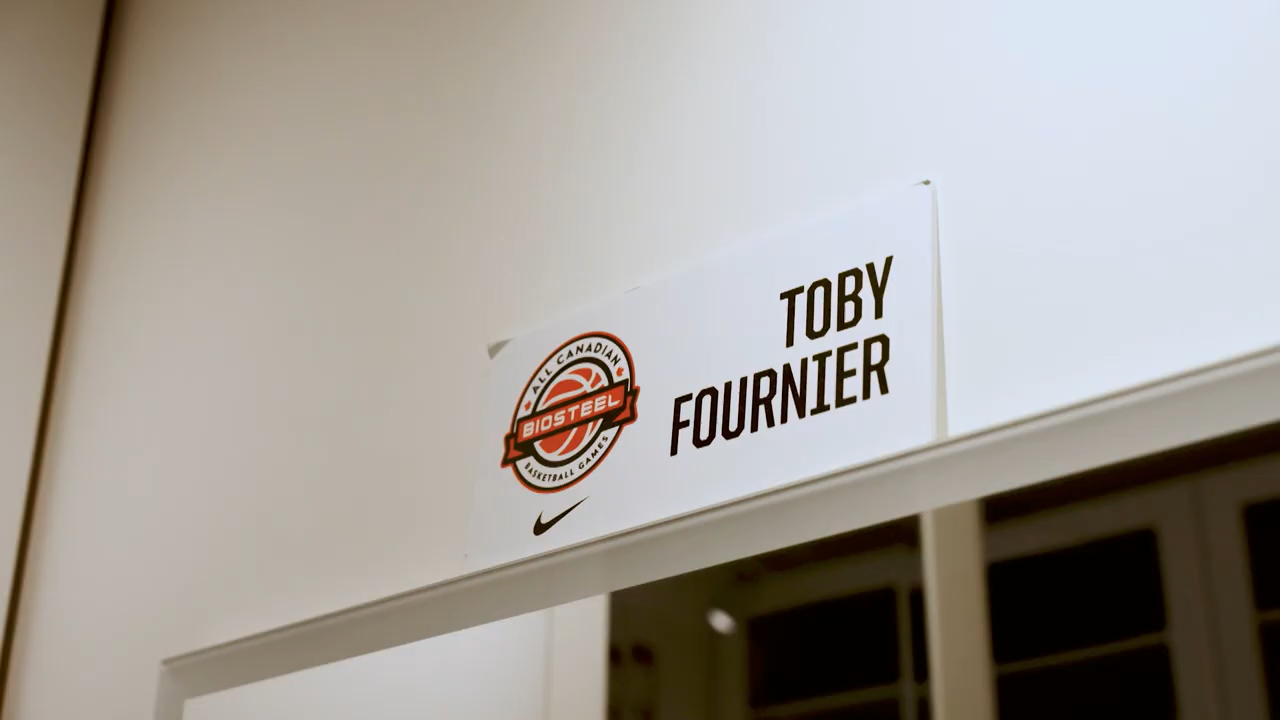 ALL CANADIAN
BIOSTEEL
BASKETBALL GAMES
TOBY
FOURNIER